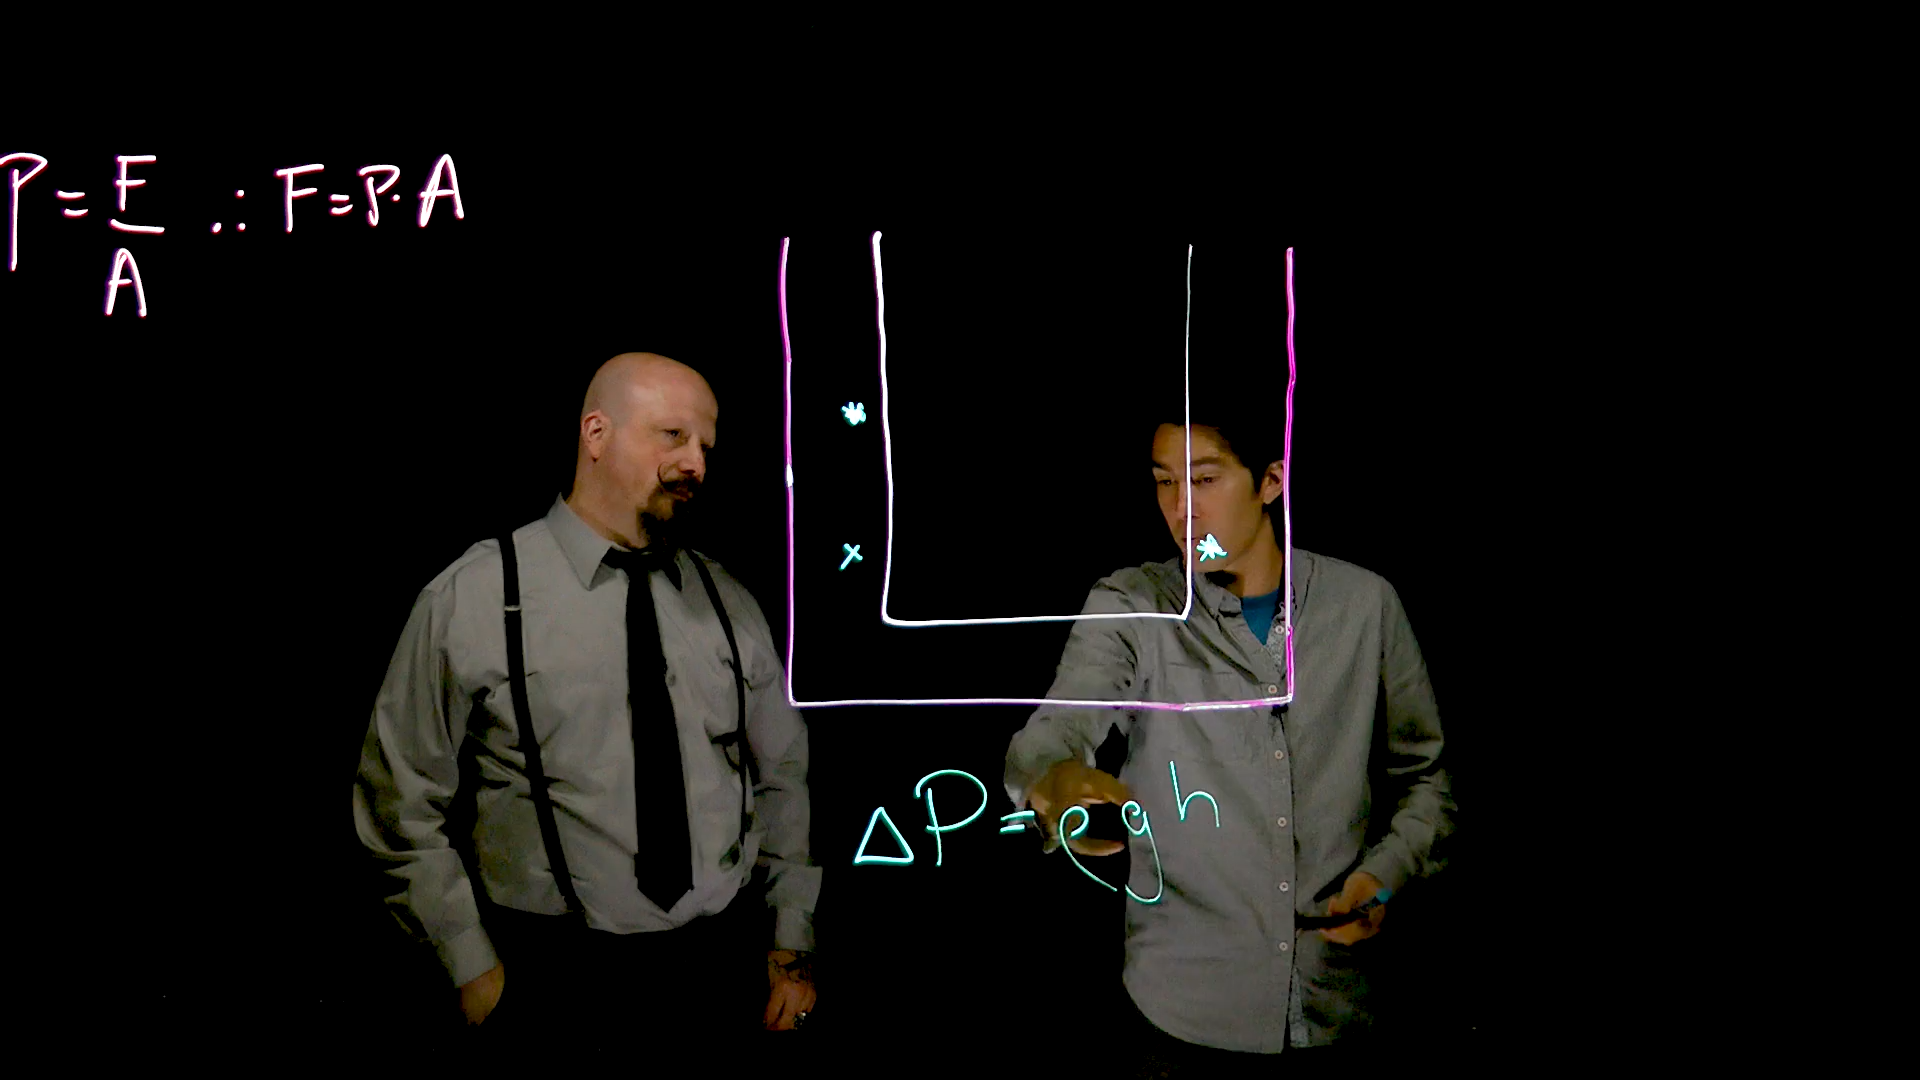 P = F/A ∴ F = P · A
ΔP = ρgh